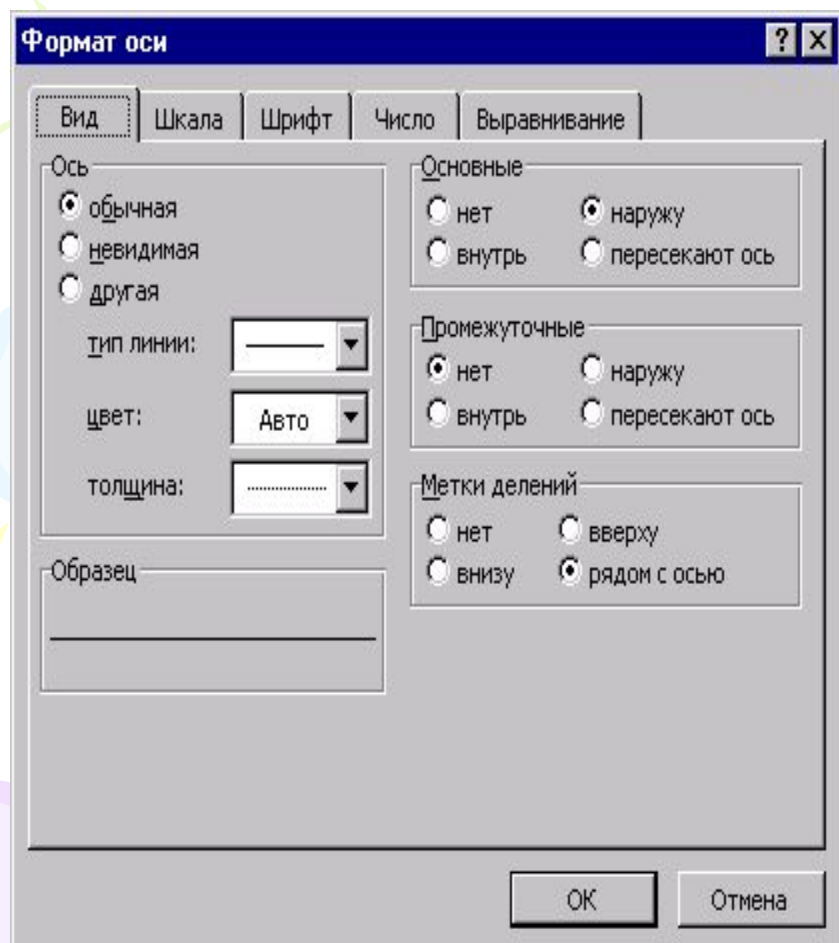 Формат оси
Вид Шкала Шрифт Число Выравнивание
Ось
обычная
невидимая
другая
тип линии:
цвет: Авто
толщина:
Образец
Основные
нет наружу
внутрь пересекают ось
Промежуточные
нет наружу
внутрь пересекают ось
Метки делений
нет вверху
внизу рядом с осью
ОК Отмена